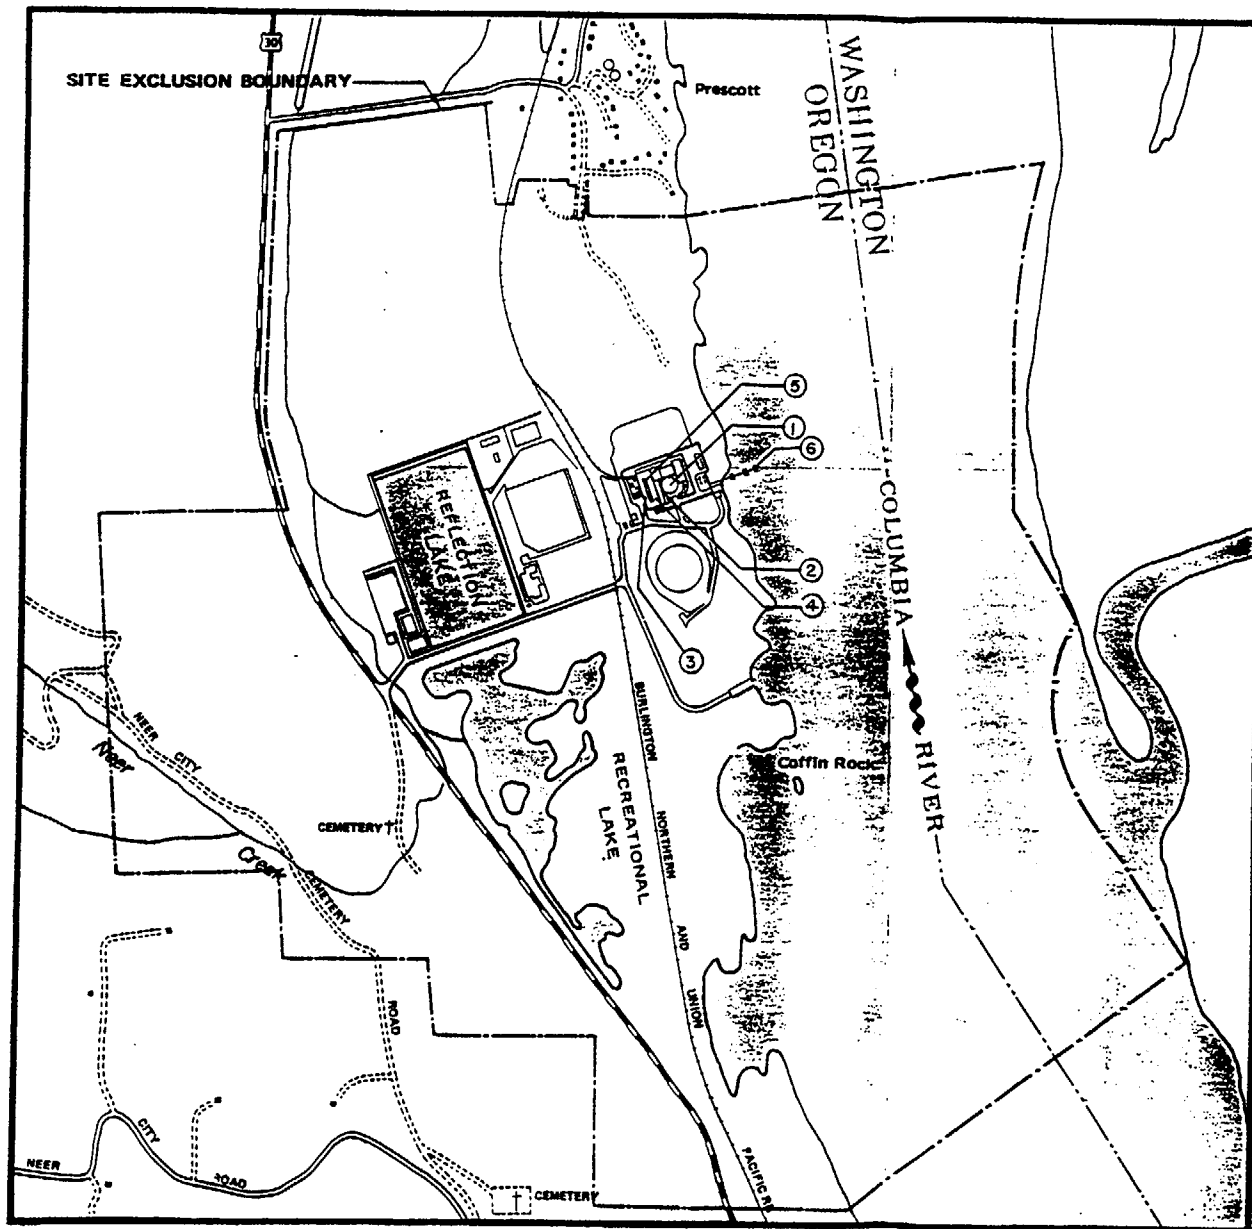 30
SITE EXCLUSION BOUNDARY
Prescott
WASHINGTON
OREGON
5
1
6
REFLECTION
LAKE
COLUMBIA
RIVER
2
4
3
BURLINGTON
NORTHERN
AND
UNION
PACIFIC RR
NEER
CITY
Neer
Creek
CEMETERY
Coffin Rock
RECREATIONAL
LAKE
CEMETERY
ROAD
NEER
CITY
ROAD
CEMETERY